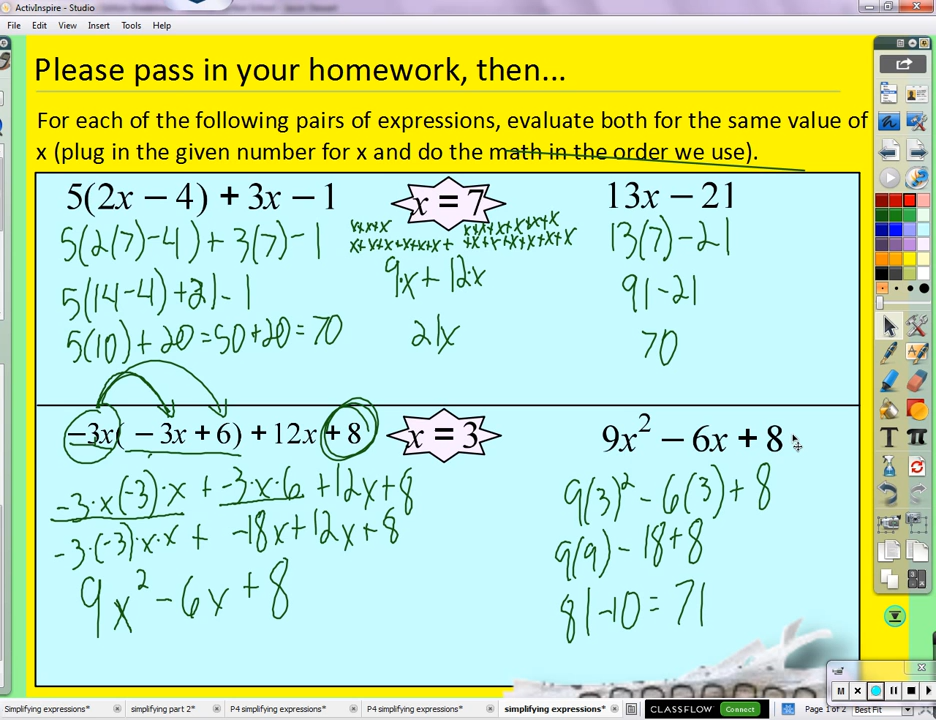 ActivInspire - Studio
File Edit View Insert Tools Help
Please pass in your homework, then...
For each of the following pairs of expressions, evaluate both for the same value of
x (plug in the given number for x and do the math in the order we use).
5(2x − 4) + 3x − 1
x = 7
13x − 21
5(2(7)-4)+3(7)-1
x+x+x+x+x+x+x+
9·x + 12·x
13(7)-21
5(14-4)+21-1
91-21
5(10)+20=50+20=70
21x
70
−3x( − 3x + 6) + 12x + 8
x = 3
9x² − 6x + 8
-3·x(-3)·x + -3·x·6 +12x+8
9(3)² - 6(3)+8
-3·(-3)·x·x + -18x+12x+8
9(9)-18+8
9x² - 6x + 8
81-10=71
Simplifying expressions* simplifying part 2* P4 simplifying expressions* P4 simplifying expressions* simplifying expressions* CLASSFLOW Connect Page 1 of 2 Best Fit